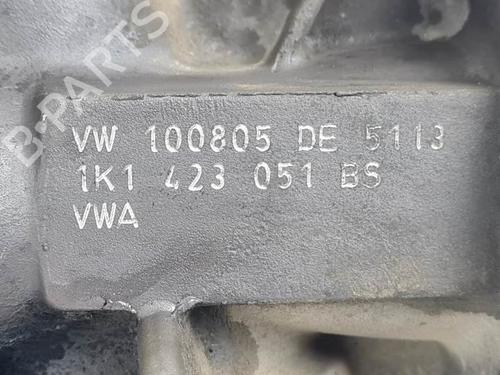 VW 100805 DE 5113
1K1 423 051 BS
VWA
B-PARTS